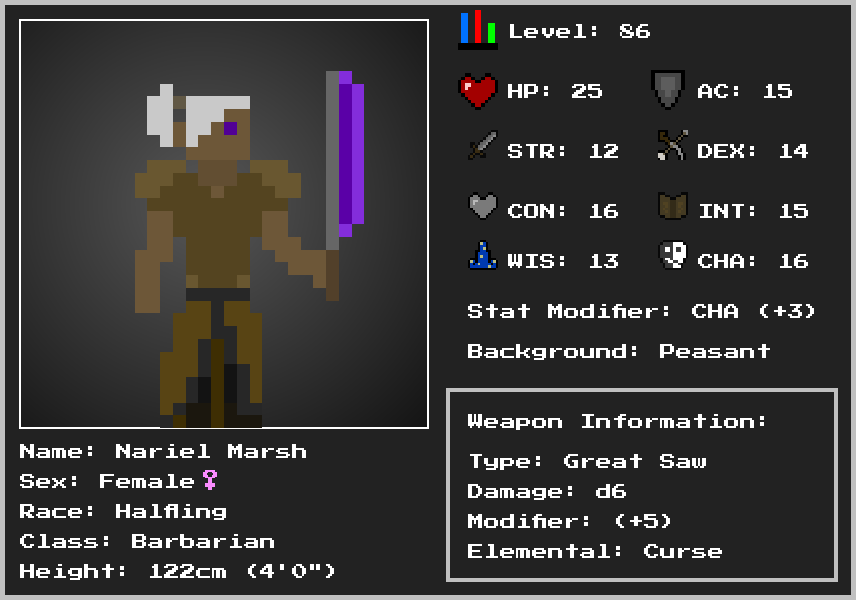 Level: 86
HP: 25
AC: 15
STR: 12
DEX: 14
CON: 16
INT: 15
WIS: 13
CHA: 16
Stat Modifier: CHA (+3)
Background: Peasant
Name: Nariel Marsh
Sex: Female♀
Race: Halfling
Class: Barbarian
Height: 122cm (4'0")
Weapon Information:
Type: Great Saw
Damage: d6
Modifier: (+5)
Elemental: Curse